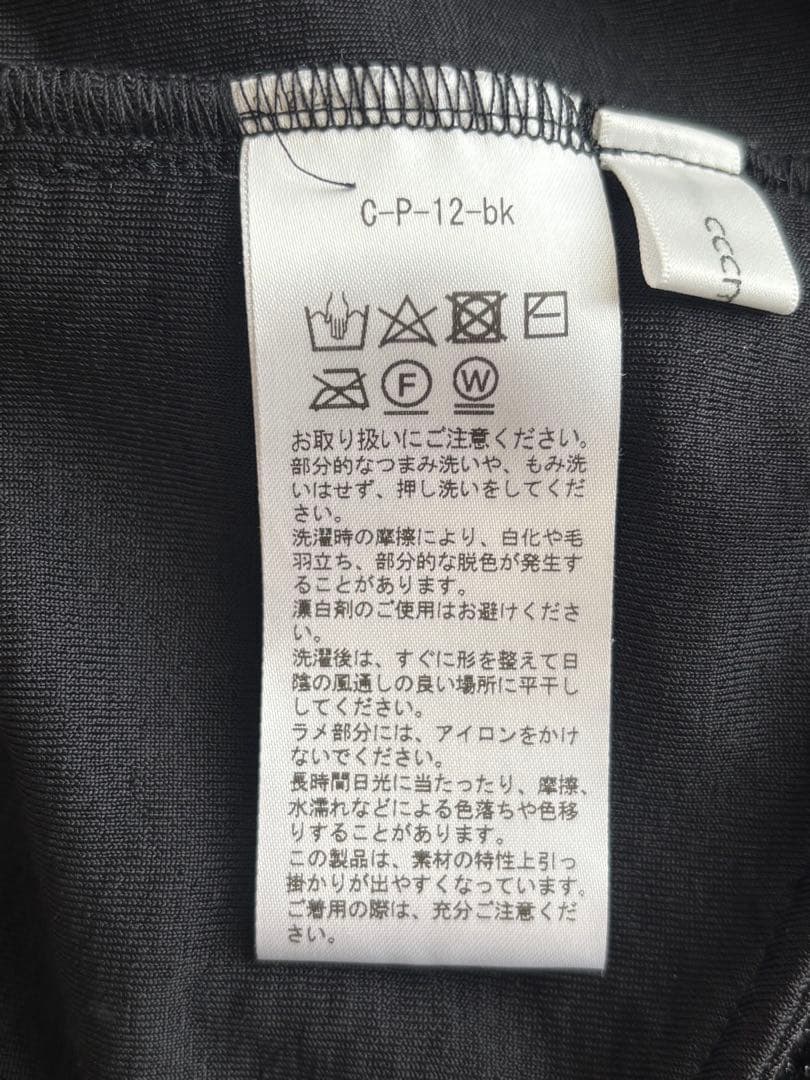 C-P-12-bk
cccm
F
W
お取り扱いにご注意ください。
部分的なつまみ洗いや、もみ洗
いはせず、押し洗いをしてくだ
さい。
洗濯時の摩擦により、白化や毛
羽立ち、部分的な脱色が発生す
ることがあります。
漂白剤のご使用はお避けくださ
い。
洗濯後は、すぐに形を整えて日
陰の風通しの良い場所に平干し
してください。
ラメ部分には、アイロンをかけ
ないでください。
長時間日光に当たったり、摩擦、
水濡れなどによる色落ちや色移
りすることがあります。
この製品は、素材の特性上引っ
掛かりが出やすくなっています。
ご着用の際は、充分ご注意くだ
さい。